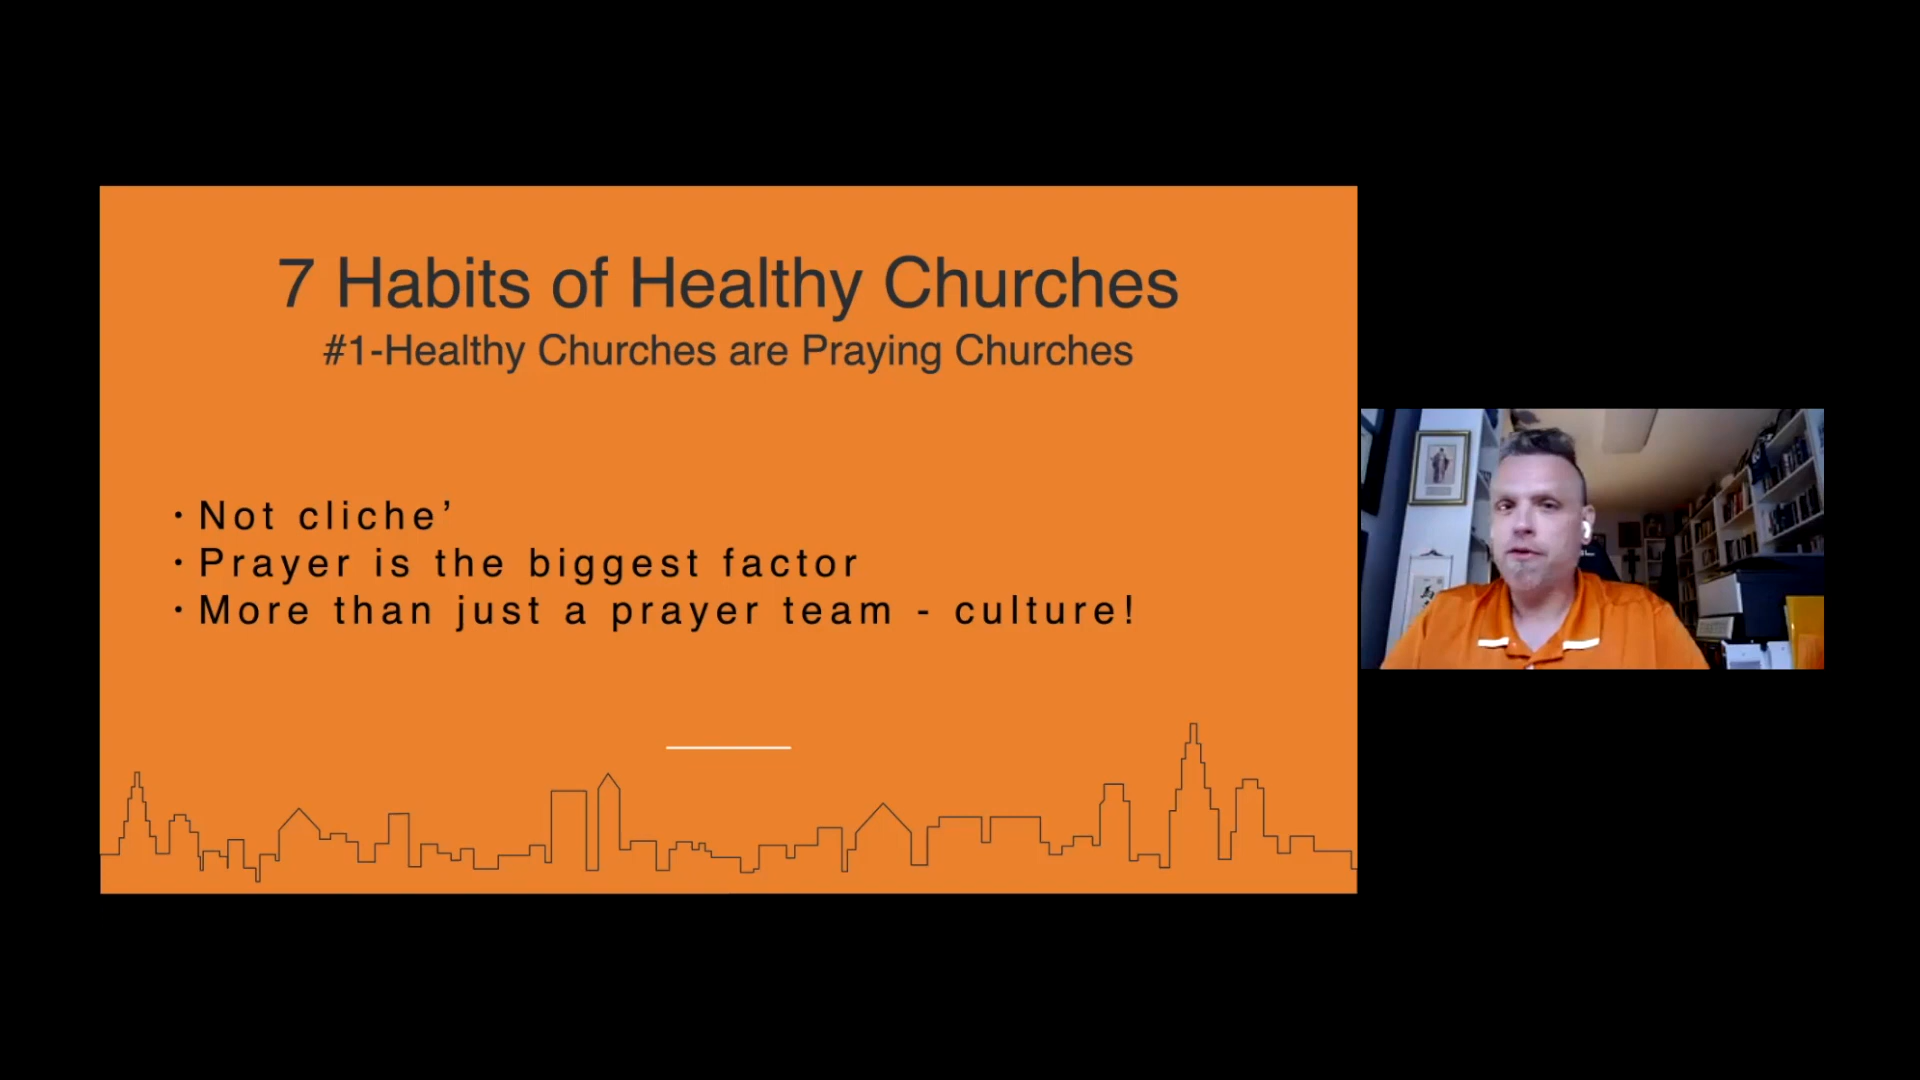 7 Habits of Healthy Churches
#1-Healthy Churches are Praying Churches
· Not cliche’
· Prayer is the biggest factor
· More than just a prayer team - culture!